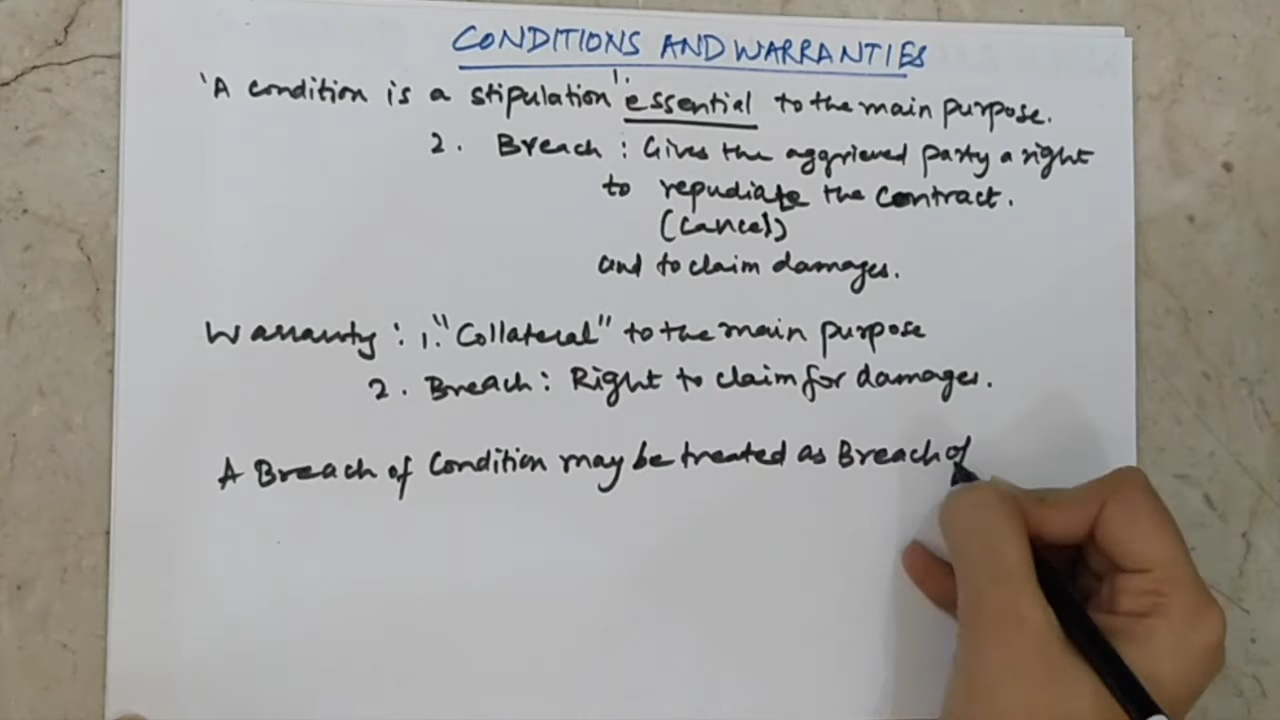 CONDITIONS AND WARRANTIES
'A condition is a stipulation 1. essential to the main purpose.
2. Breach : Gives the aggrieved party a right
to repudiate the contract.
(Cancel)
and to claim damages.
Warranty : 1. "Collateral" to the main purpose
2. Breach : Right to claim for damages.
A Breach of Condition may be treated as Breach of